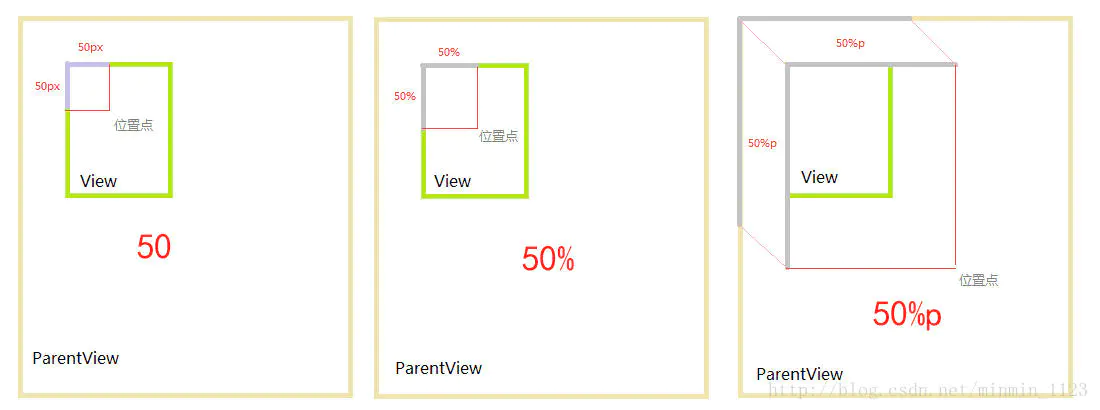 50px
50px
位置点
View
50
ParentView
50%
50%
位置点
View
50%
ParentView
50%p
50%p
View
位置点
50%p
ParentView
http://blog.csdn.net/minmin_1123